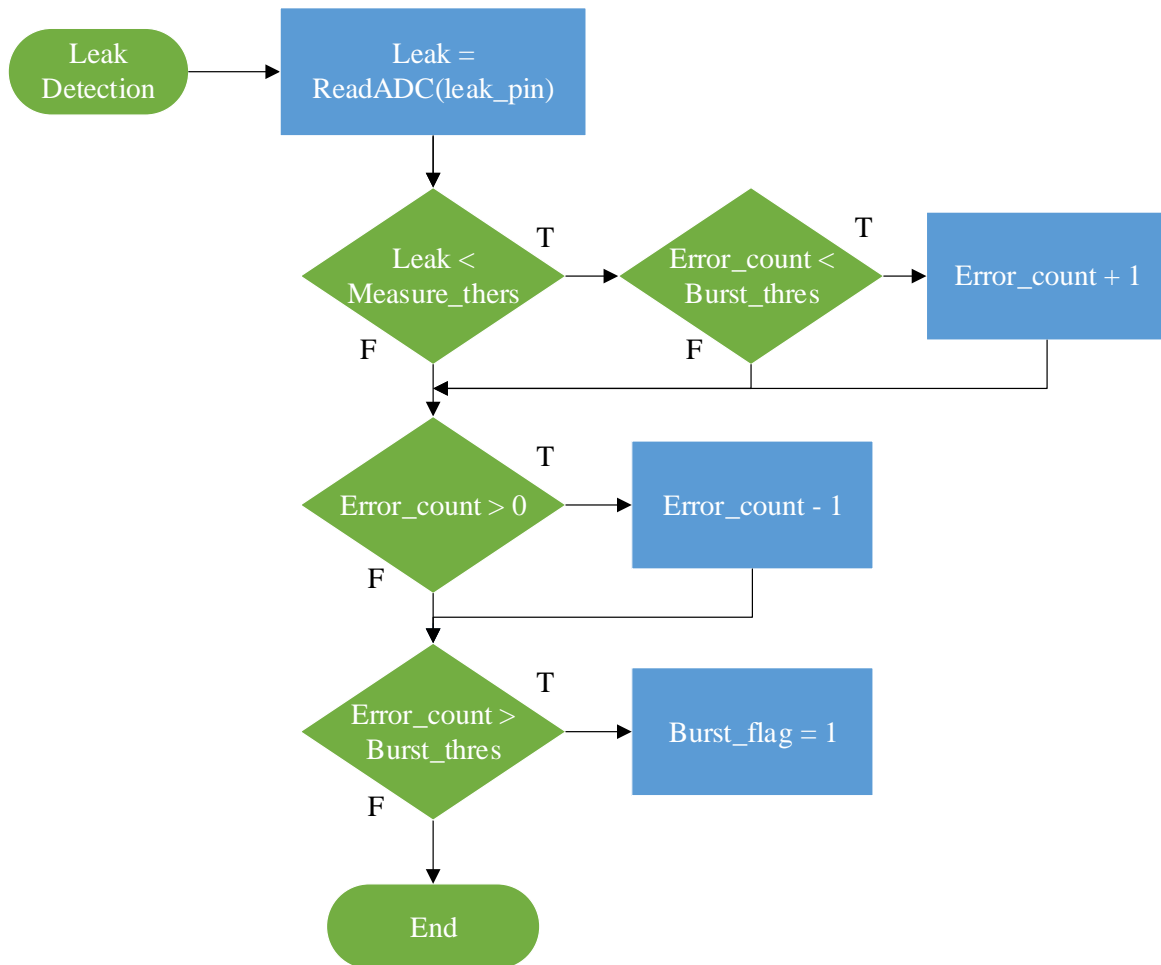 Leak
Detection
Leak =
ReadADC(leak_pin)
Leak <
Measure_thers
T
F
Error_count <
Burst_thres
T
F
Error_count + 1
Error_count > 0
T
F
Error_count - 1
Error_count >
Burst_thres
T
F
Burst_flag = 1
End